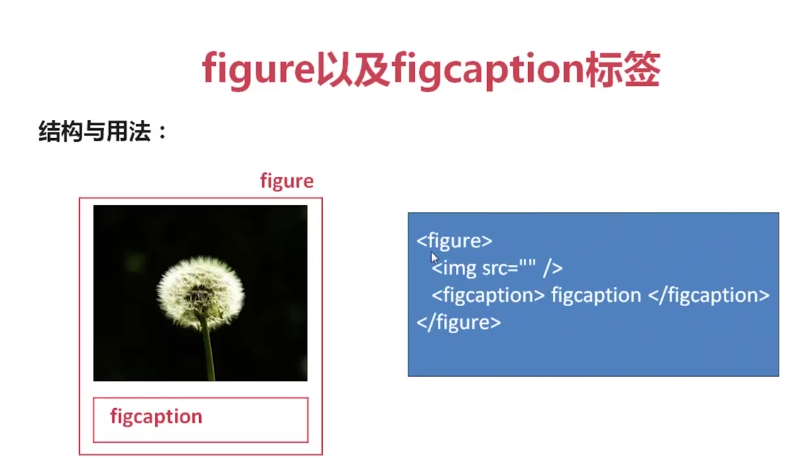 figure以及figcaption标签
结构与用法：
figure
figcaption
<figure>
<img src="" />
<figcaption> figcaption </figcaption>
</figure>